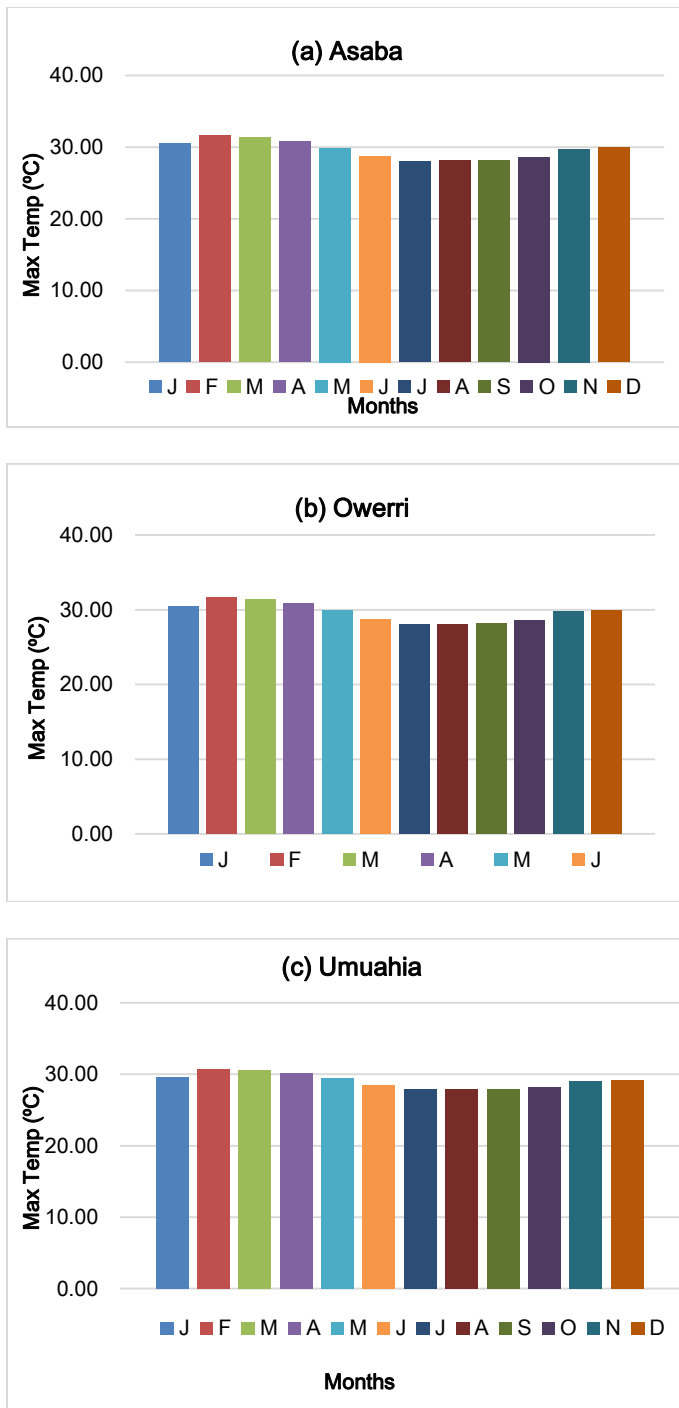 (a) Asaba
40.00
30.00
20.00
10.00
0.00
Max Temp (ºC)
J F M A M J J A S O N D
Months
(b) Owerri
40.00
30.00
20.00
10.00
0.00
Max Temp (ºC)
J F M A M J
(c) Umuahia
40.00
30.00
20.00
10.00
0.00
Max Temp (ºC)
J F M A M J J A S O N D
Months